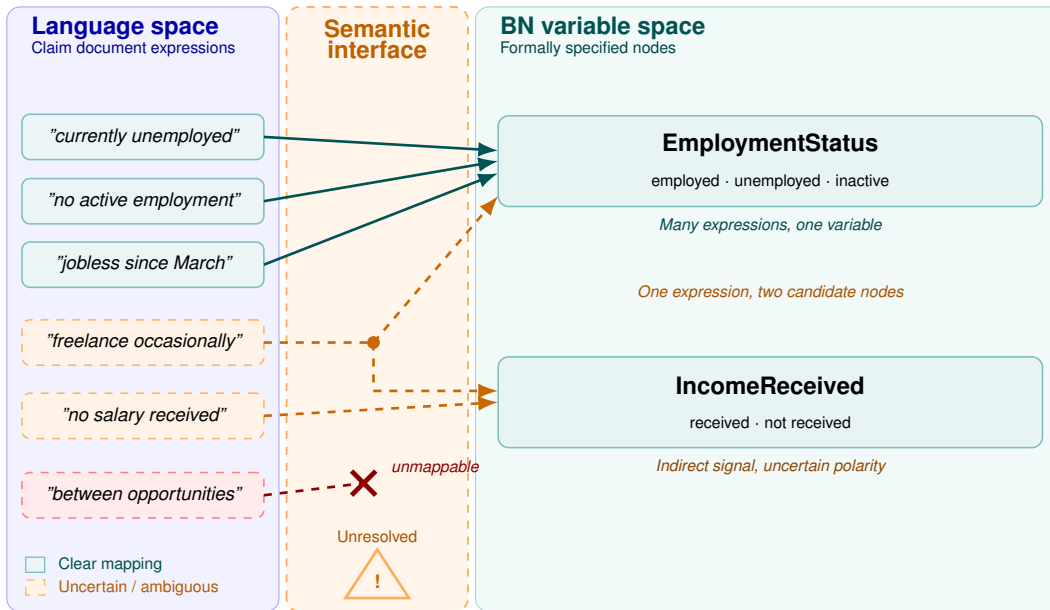 Language space
Claim document expressions
Semantic
interface
BN variable space
Formally specified nodes
”currently unemployed”
”no active employment”
”jobless since March”
”freelance occasionally”
”no salary received”
”between opportunities”
EmploymentStatus
employed · unemployed · inactive
Many expressions, one variable
One expression, two candidate nodes
IncomeReceived
received · not received
Indirect signal, uncertain polarity
unmappable
Unresolved
!
Clear mapping
Uncertain / ambiguous